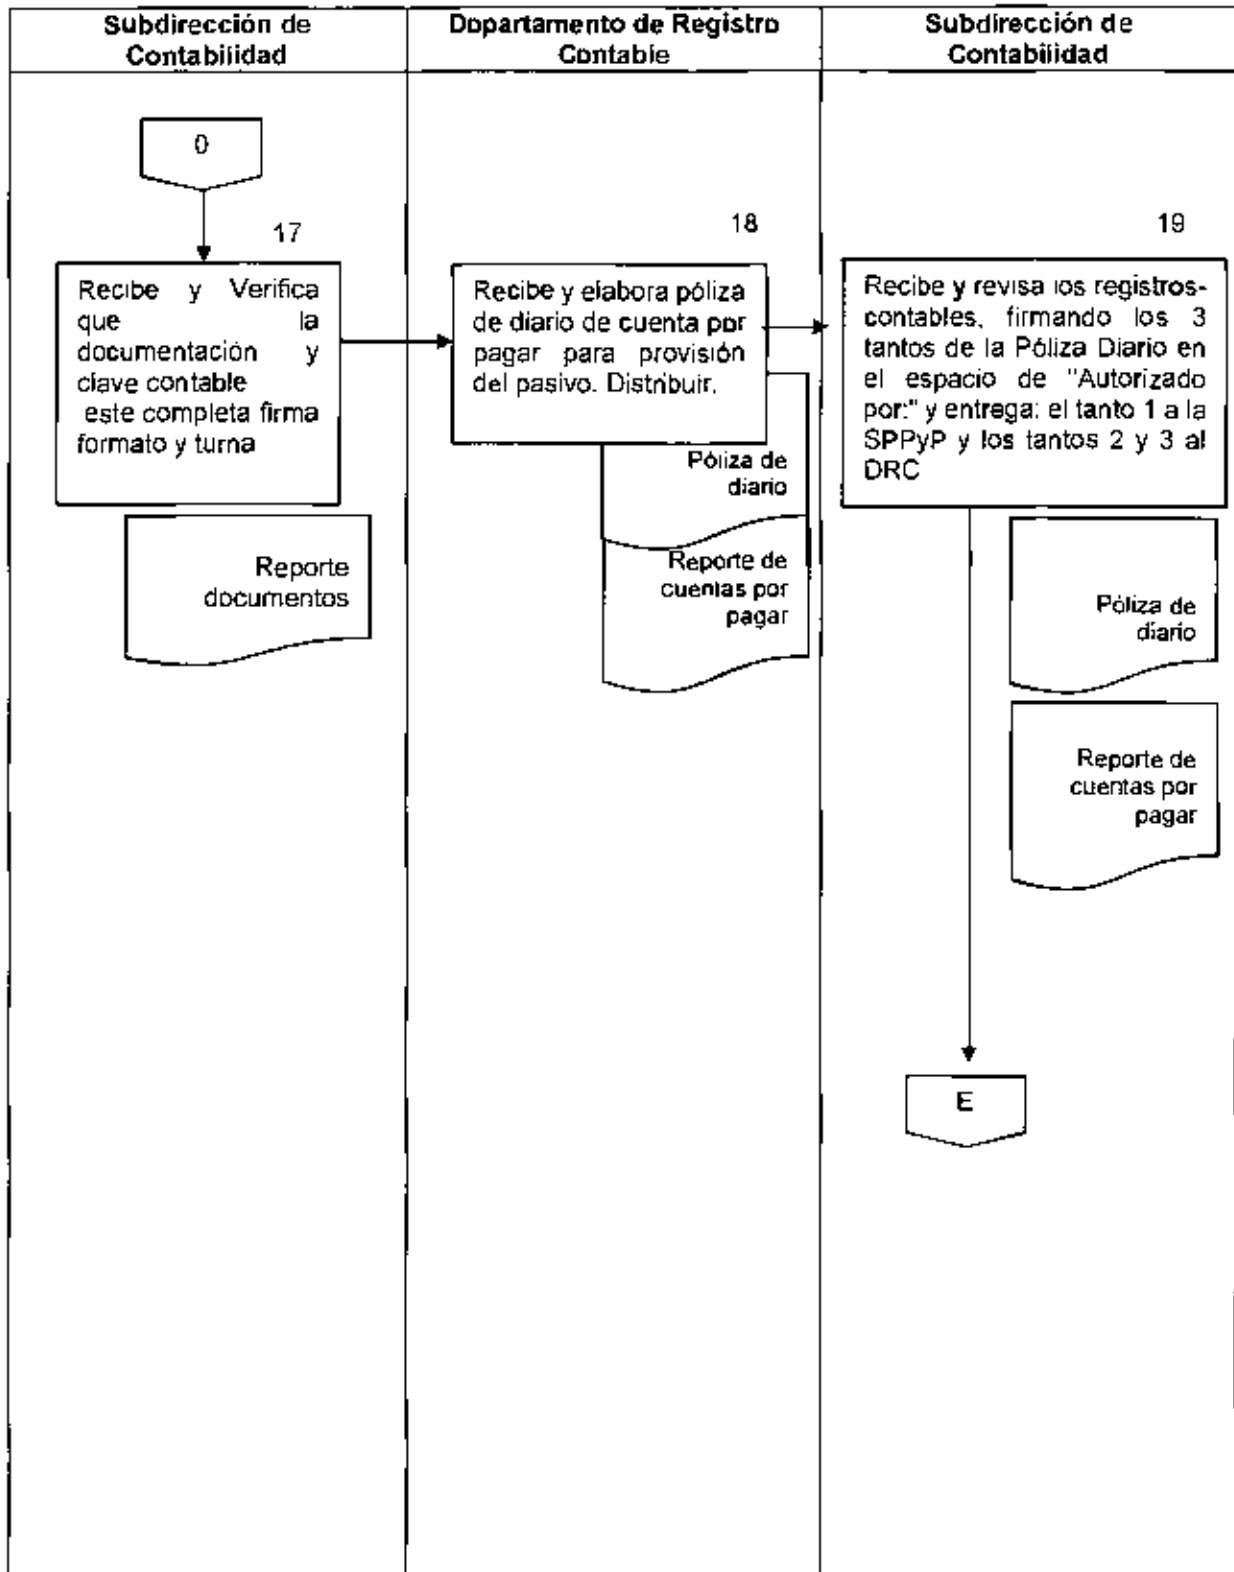 Subdirección de
Contabilidad
Dopartamento de Registro
Contabie
Subdirección de
Contabilidad
0
17
Recibe y Verifica
que la
documentación y
clave contable
este completa firma
formato y turna
Reporte
documentos
18
Recibe y elabora póliza
de diario de cuenta por
pagar para provisión
del pasivo. Distribuir.
Póliza de
diario
Reporte de
cuentas por
pagar
19
Recibe y revisa los registros-
contables, firmando los 3
tantos de la Póliza Diario en
el espacio de "Autorizado
por:" y entrega: el tanto 1 a la
SPPyP y los tantos 2 y 3 al
DRC
Póliza de
diario
Reporte de
cuentas por
pagar
E